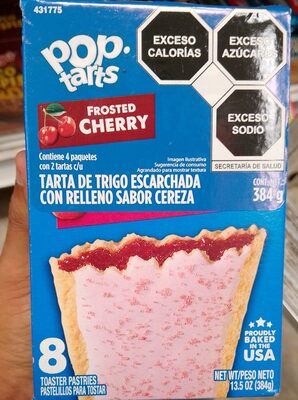 431775
pop.
tarts
FROSTED
CHERRY
EXCESO
CALORÍAS
EXCESO
AZÚCARES
EXCESO
SODIO
SECRETARÍA DE SALUD
Contiene 4 paquetes
con 2 tartas c/u
Imagen Ilustrativa
Sugerencia de consumo
Agrandado para mostrar textura
TARTA DE TRIGO ESCARCHADA
CON RELLENO SABOR CEREZA
384 g
8
TOASTER PASTRIES
PASTELILLOS PARA TOSTAR
PROUDLY
BAKED
IN THE
USA
NET WT/PESO NETO
13.5 OZ (384g)